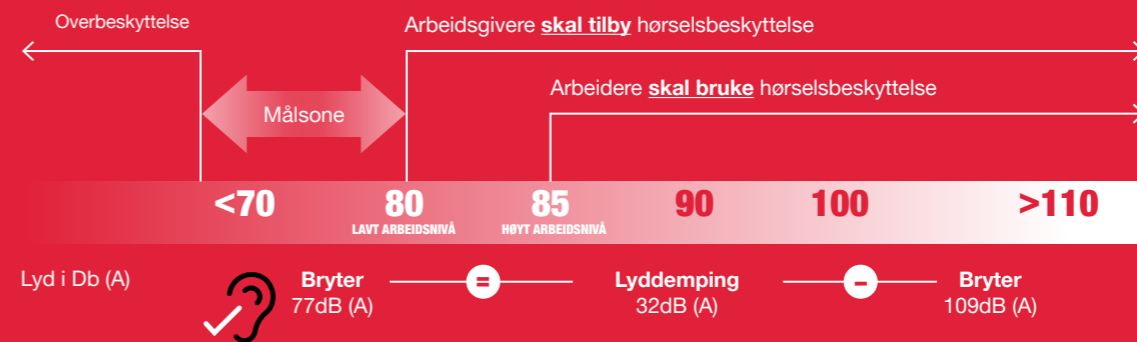 Overbeskyttelse
Arbeidsgivere skal tilby hørselsbeskyttelse
Arbeidere skal bruke hørselsbeskyttelse
Målsone
<70 80 85 90 100 >110
LAVT ARBEIDSNIVÅ HØYT ARBEIDSNIVÅ
Lyd i Db (A)
Bryter = Lyddemping - Bryter
77dB (A) 32dB (A) 109dB (A)